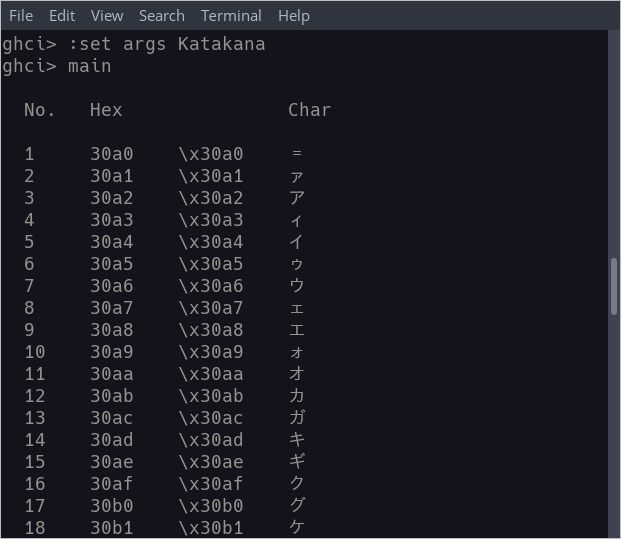 File Edit View Search Terminal Help
ghci> :set args Katakana
ghci> main
No. Hex Char
1 30a0 \x30a0 ゠
2 30a1 \x30a1 ァ
3 30a2 \x30a2 ア
4 30a3 \x30a3 ィ
5 30a4 \x30a4 イ
6 30a5 \x30a5 ゥ
7 30a6 \x30a6 ウ
8 30a7 \x30a7 ェ
9 30a8 \x30a8 エ
10 30a9 \x30a9 ォ
11 30aa \x30aa オ
12 30ab \x30ab カ
13 30ac \x30ac ガ
14 30ad \x30ad キ
15 30ae \x30ae ギ
16 30af \x30af ク
17 30b0 \x30b0 グ
18 30b1 \x30b1 ケ